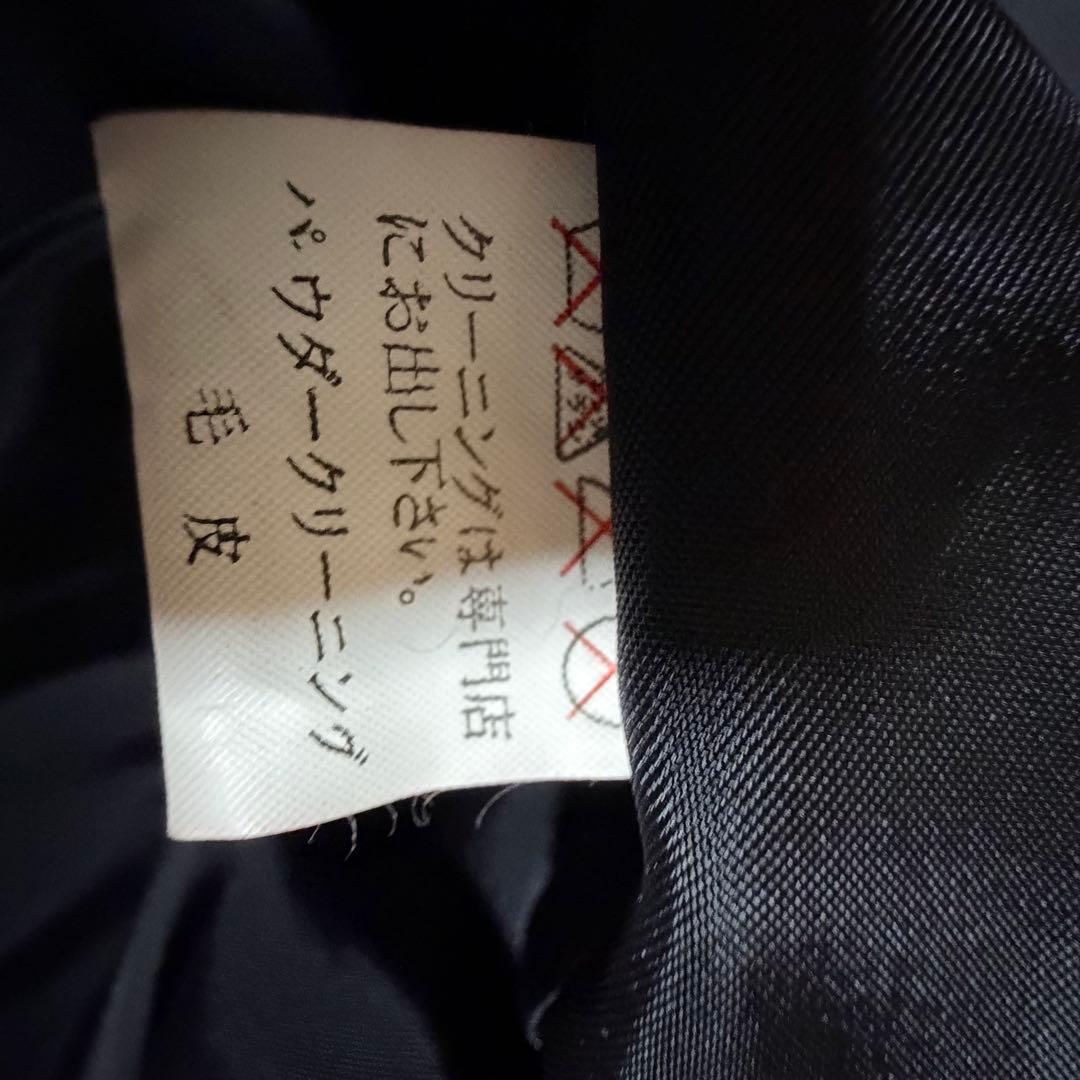 クリーニングは専門店
にお出し下さい。
パウダークリーニング
毛皮